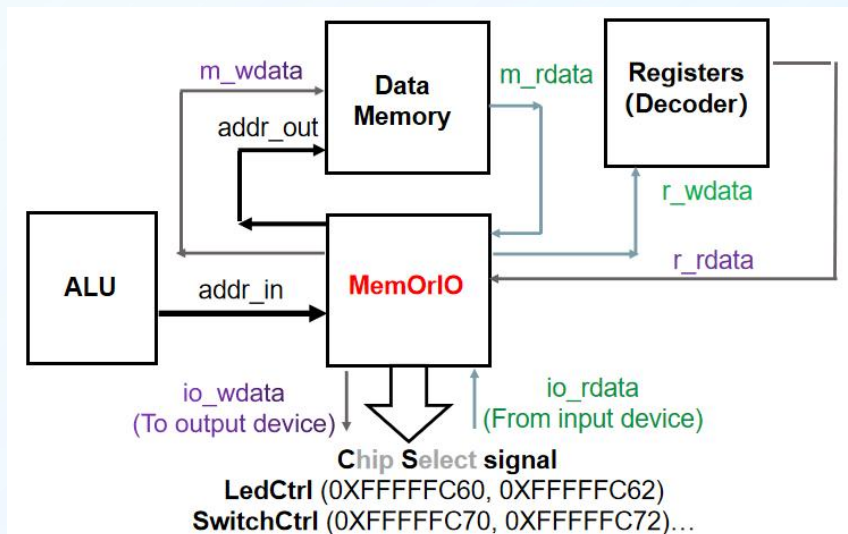 m_wdata
Data
Memory
m_rdata
Registers
(Decoder)
addr_out
r_wdata
ALU
addr_in
MemOrIO
r_rdata
io_wdata
(To output device)
io_rdata
(From input device)
Chip Select signal
LedCtrl (0XFFFFFC60, 0XFFFFFC62)
SwitchCtrl (0XFFFFFC70, 0XFFFFFC72)…